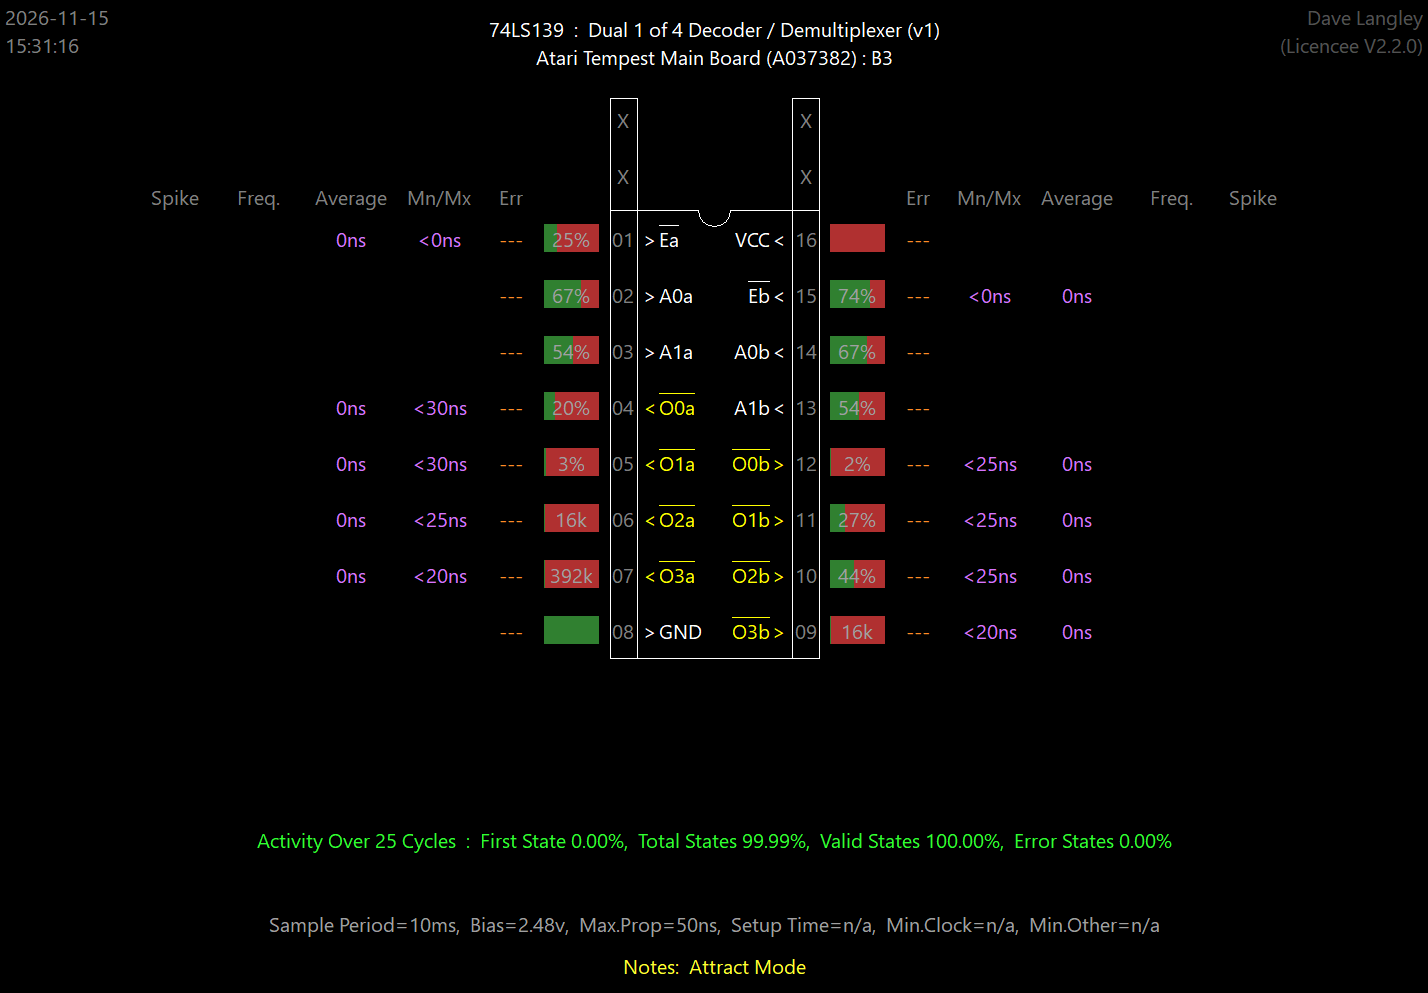 2026-11-15
15:31:16
74LS139 : Dual 1 of 4 Decoder / Demultiplexer (v1)
Atari Tempest Main Board (A037382) : B3
Dave Langley
(Licencee V2.2.0)
X X
X X
Spike Freq. Average Mn/Mx Err Err Mn/Mx Average Freq. Spike
0ns <0ns --- 25% 01 > Ea VCC < 16 ---
--- 67% 02 > A0a Eb < 15 74% --- <0ns 0ns
--- 54% 03 > A1a A0b < 14 67% ---
0ns <30ns --- 20% 04 < O0a A1b < 13 54% ---
0ns <30ns --- 3% 05 < O1a O0b > 12 2% --- <25ns 0ns
0ns <25ns --- 16k 06 < O2a O1b > 11 27% --- <25ns 0ns
0ns <20ns --- 392k 07 < O3a O2b > 10 44% --- <25ns 0ns
--- 08 > GND O3b > 09 16k --- <20ns 0ns
Activity Over 25 Cycles : First State 0.00%, Total States 99.99%, Valid States 100.00%, Error States 0.00%
Sample Period=10ms, Bias=2.48v, Max.Prop=50ns, Setup Time=n/a, Min.Clock=n/a, Min.Other=n/a
Notes: Attract Mode